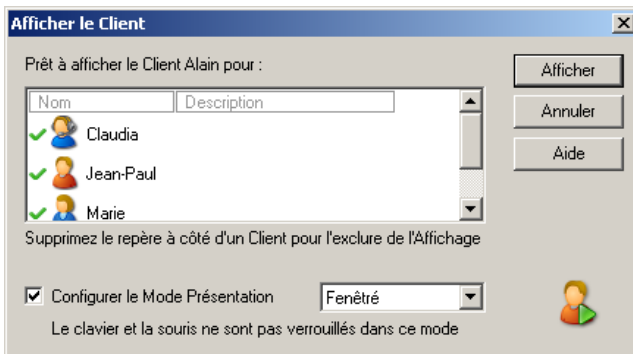 Afficher le Client
Prêt à afficher le Client Alain pour :
Afficher
Nom Description
Annuler
Claudia
Aide
Jean-Paul
Marie
Supprimez le repère à côté d'un Client pour l'exclure de l'Affichage
Configurer le Mode Présentation Fenêtré
Le clavier et la souris ne sont pas verrouillés dans ce mode